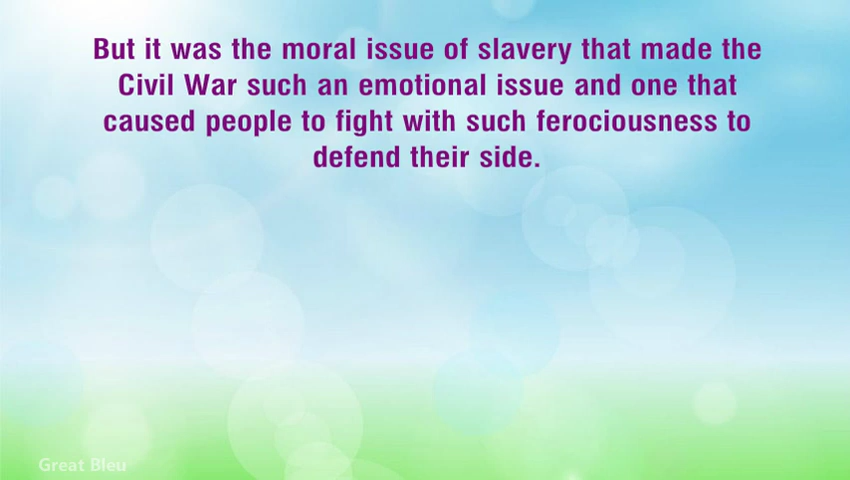 But it was the moral issue of slavery that made the
Civil War such an emotional issue and one that
caused people to fight with such ferociousness to
defend their side.
Great Bleu